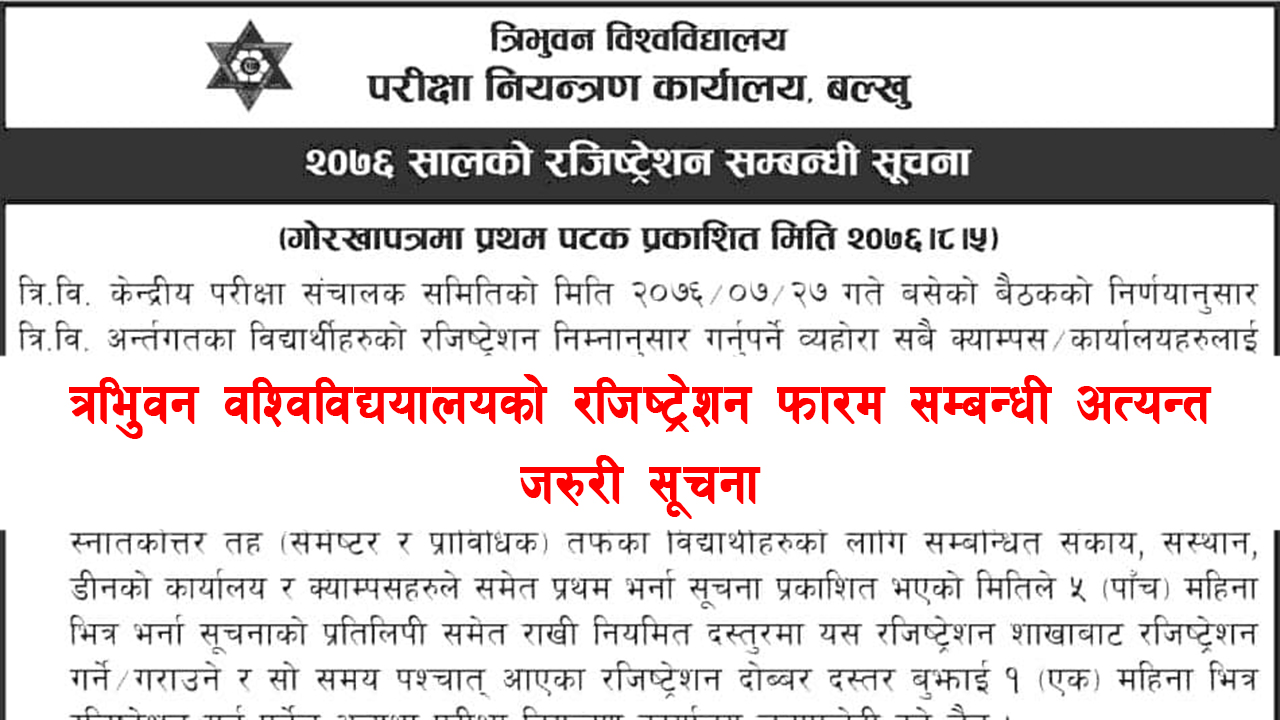 त्रिभुवन विश्वविद्यालय
परीक्षा नियन्त्रण कार्यालय, बल्खु
२०७६ सालको रजिष्ट्रेशन सम्बन्धी सूचना
(गोरखापत्रमा प्रथम पटक प्रकाशित मिति २०७६।८।५)
त्रि.वि. केन्द्रीय परीक्षा संचालक समितिको मिति २०७६/०७/२७ गते बसेको बैठकको निर्णयानुसार
त्रि.वि. अर्न्तगतका विद्यार्थीहरुको रजिष्ट्रेशन निम्नानुसार गर्नुपर्ने व्यहोरा सबै क्याम्पस/कार्यालयहरुलाई
त्रभिुवन वश्विविद्ययालयको रजिष्ट्रेशन फारम सम्बन्धी अत्यन्त
जरुरी सूचना
स्नातकोत्तर तह (सेमेष्टर र प्राविधिक) तर्फका विद्यार्थीहरुको लागि सम्बन्धित संकाय, संस्थान,
डीनको कार्यालय र क्याम्पसहरुले समेत प्रथम भर्ना सूचना प्रकाशित भएको मितिले ५ (पाँच) महिना
भित्र भर्ना सूचनाको प्रतिलिपी समेत राखी नियमित दस्तुरमा यस रजिष्ट्रेशन शाखाबाट रजिष्ट्रेशन
गर्ने/गराउने र सो समय पश्चात् आएका रजिष्ट्रेशन दोब्बर दस्तर बुझाई १ (एक) महिना भित्र